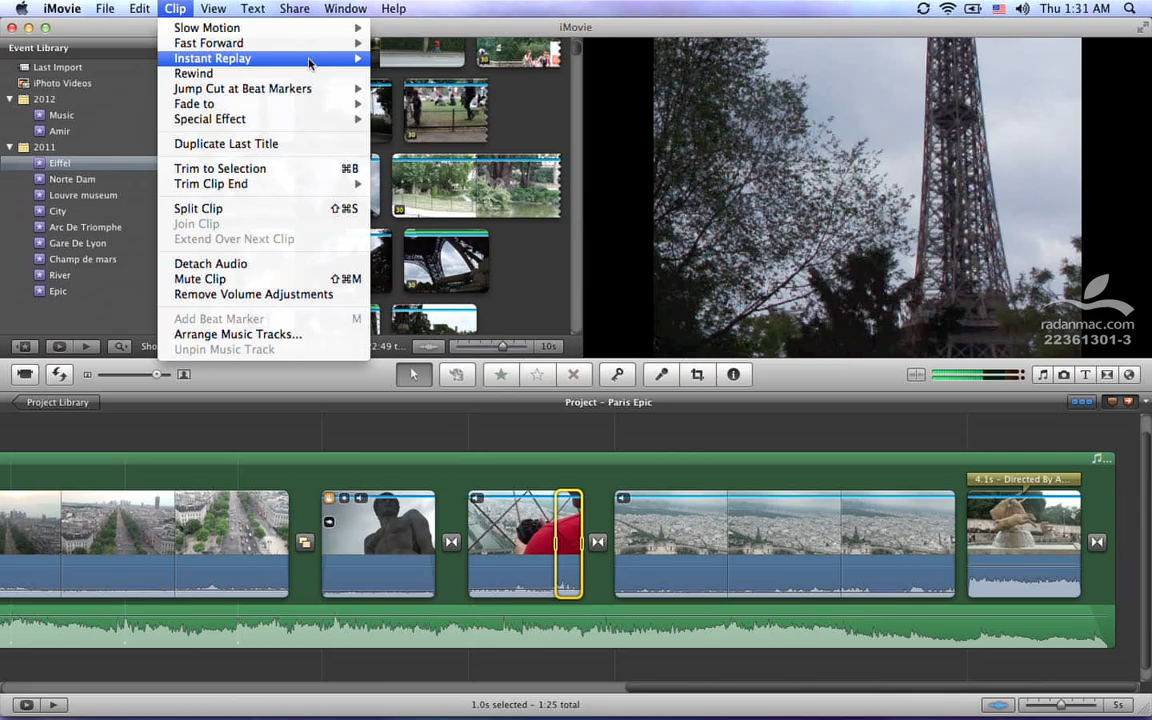 iMovie File Edit Clip View Text Share Window Help Thu 1:31 AM
iMovie
Event Library
Last Import
iPhoto Videos
2012
Music
Amir
2011
Eiffel
Norte Dam
Louvre museum
City
Arc De Triomphe
Gare De Lyon
Champ de mars
River
Epic
Slow Motion
Fast Forward
Instant Replay
Rewind
Jump Cut at Beat Markers
Fade to
Special Effect
Duplicate Last Title
Trim to Selection ⌘B
Trim Clip End
Split Clip ⇧⌘S
Join Clip
Extend Over Next Clip
Detach Audio
Mute Clip ⇧⌘M
Remove Volume Adjustments
Add Beat Marker M
Arrange Music Tracks...
Unpin Music Track
30
30
30
30
Sho
22:49 t...
10s
radanmac.com
22361301-3
Project Library
Project – Paris Epic
4.1s – Directed By A...
1.0s selected – 1:25 total
5s